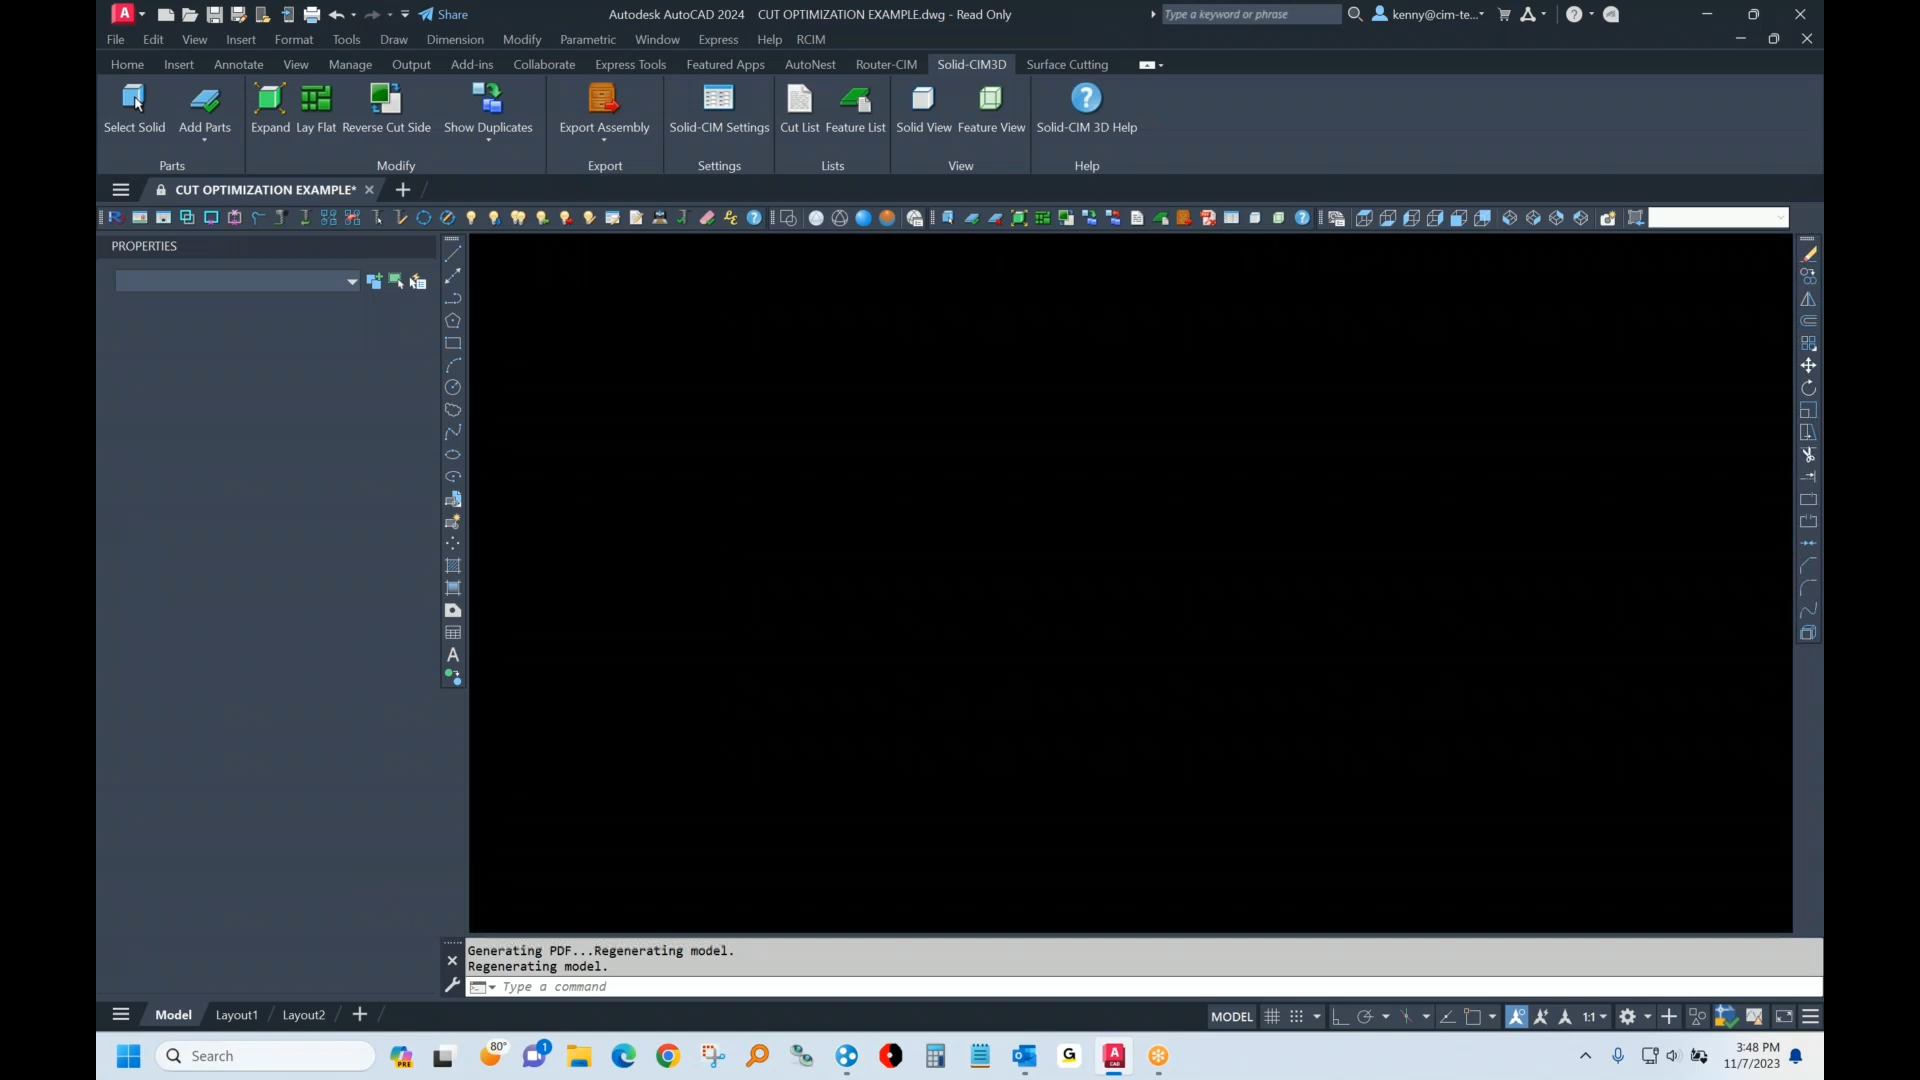 Share
Autodesk AutoCAD 2024 CUT OPTIMIZATION EXAMPLE.dwg - Read Only
Type a keyword or phrase
kenny@cim-te...
File Edit View Insert Format Tools Draw Dimension Modify Parametric Window Express Help RCIM
Home Insert Annotate View Manage Output Add-ins Collaborate Express Tools Featured Apps AutoNest Router-CIM Solid-CIM3D Surface Cutting
Select Solid Add Parts Expand Lay Flat Reverse Cut Side Show Duplicates Export Assembly Solid-CIM Settings Cut List Feature List Solid View Feature View Solid-CIM 3D Help
Parts Modify Export Settings Lists View Help
CUT OPTIMIZATION EXAMPLE*
PROPERTIES
Generating PDF...Regenerating model.
Regenerating model.
Type a command
Model Layout1 Layout2
MODEL 1:1
Search
80°
1
3:48 PM
11/7/2023